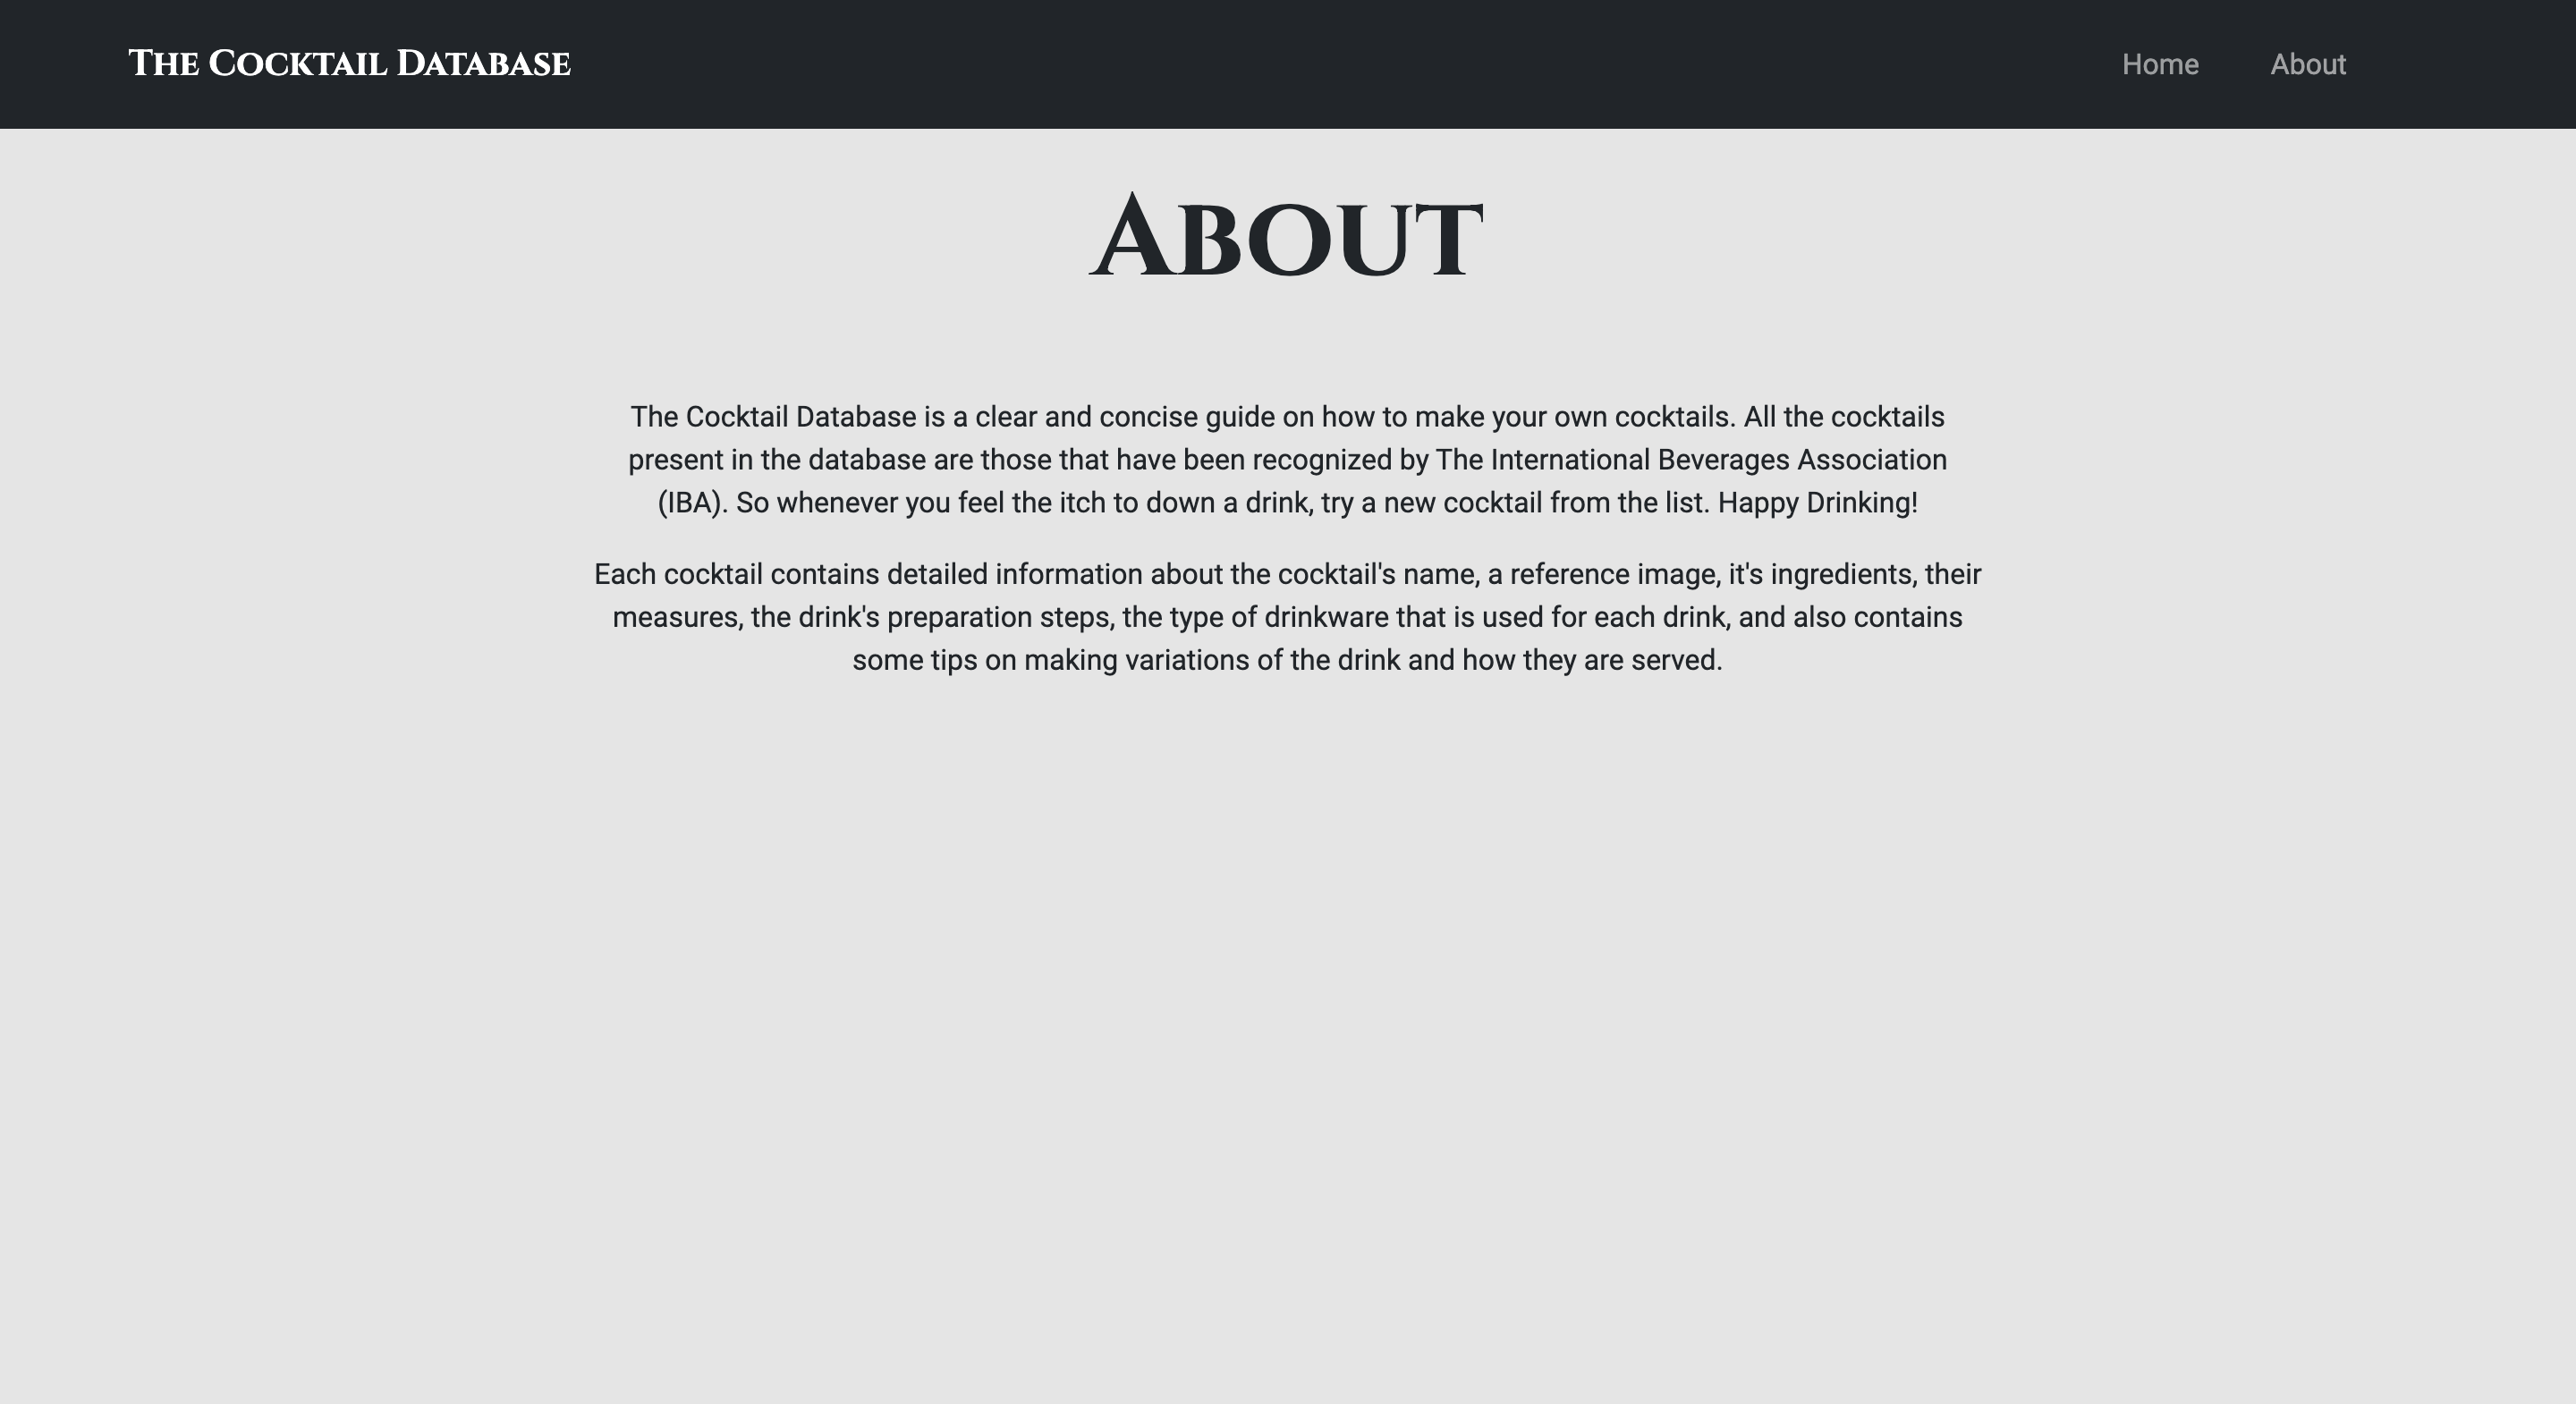 The Cocktail Database
Home
About
About
The Cocktail Database is a clear and concise guide on how to make your own cocktails. All the cocktails
present in the database are those that have been recognized by The International Beverages Association
(IBA). So whenever you feel the itch to down a drink, try a new cocktail from the list. Happy Drinking!
Each cocktail contains detailed information about the cocktail's name, a reference image, it's ingredients, their
measures, the drink's preparation steps, the type of drinkware that is used for each drink, and also contains
some tips on making variations of the drink and how they are served.